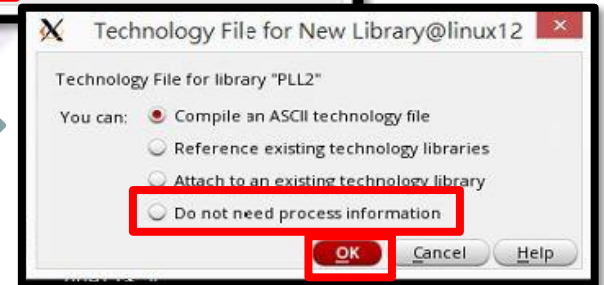 Technology File for New Library@linux12
Technology File for library "PLL2"
You can: Compile an ASCII technology file
Reference existing technology libraries
Attach to an existing technology library
Do not need process information
OK Cancel Help